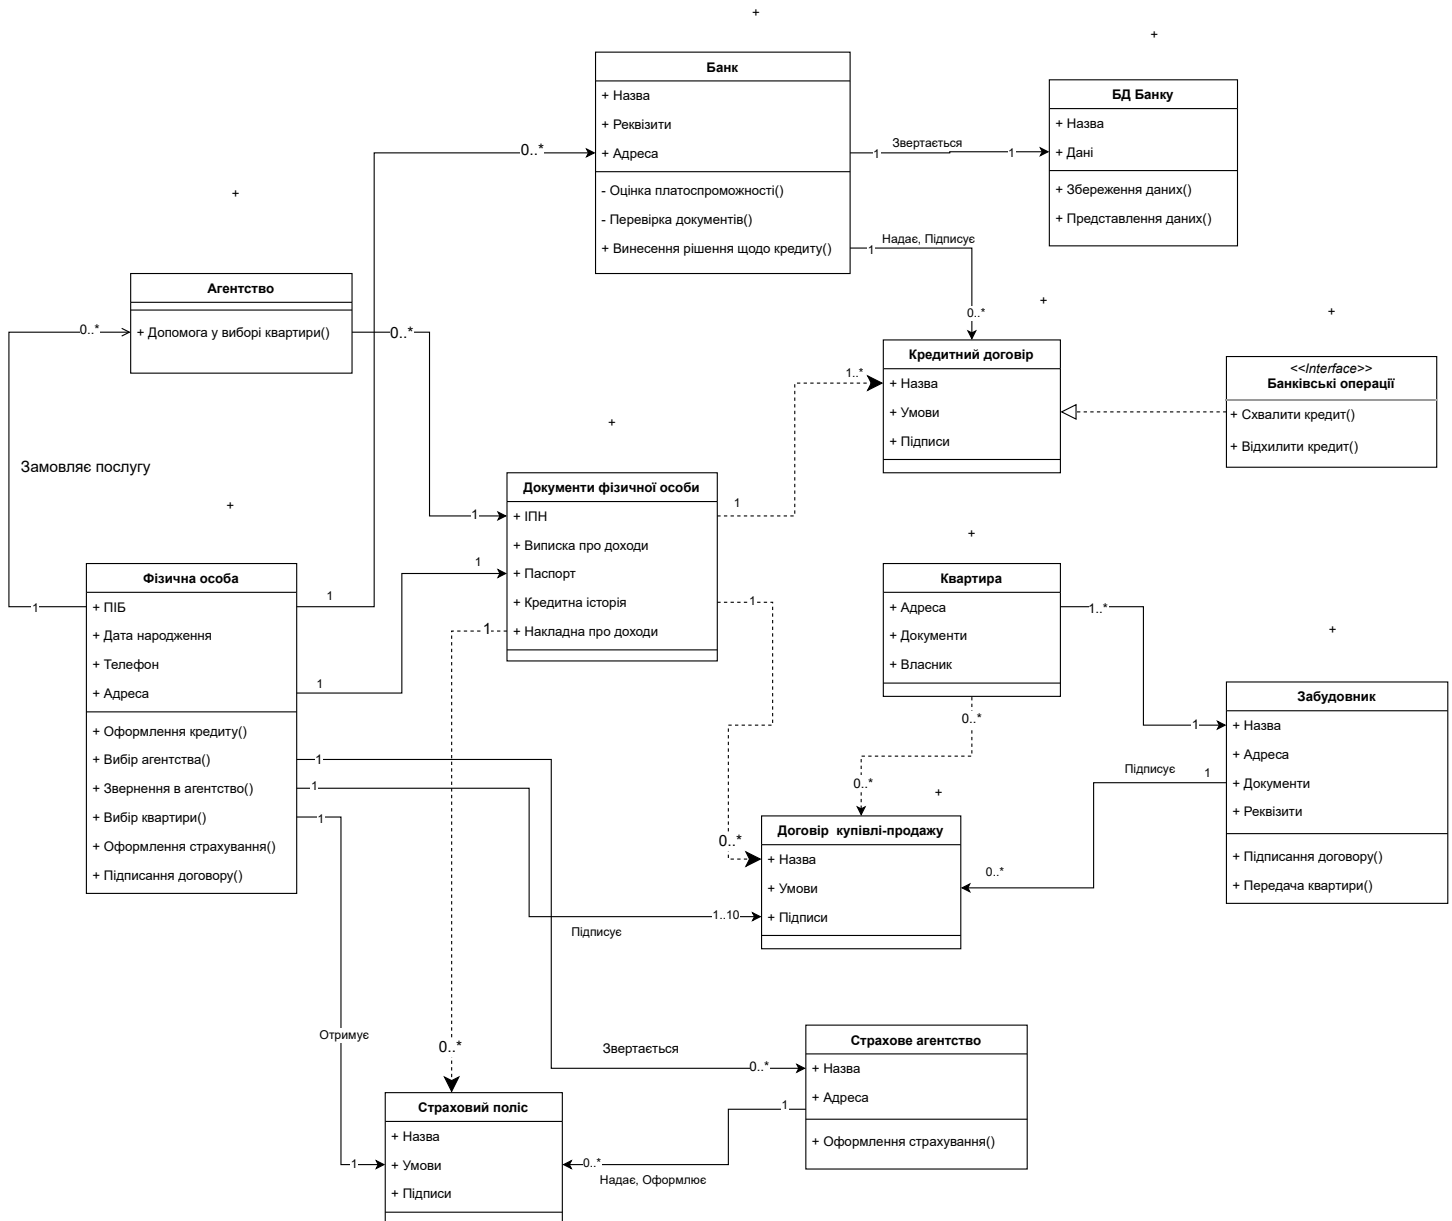 +
+
Банк
+ Назва
+ Реквізити
+ Адреса
- Оцінка платоспроможності()
- Перевірка документів()
+ Винесення рішення щодо кредиту()
0..*
1
Звертається
1
БД Банку
+ Назва
+ Дані
+ Збереження даних()
+ Представлення даних()
+
Агентство
+ Допомога у виборі квартири()
0..*
0..*
Надає, Підписує
1
0..*
+
+
Кредитний договір
+ Назва
+ Умови
+ Підписи
1..*
<<Interface>>
Банківські операції
+ Схвалити кредит()
+ Відхилити кредит()
Замовляє послугу
+
Документи фізичної особи
+ ІПН
+ Виписка про доходи
+ Паспорт
+ Кредитна історія
+ Накладна про доходи
1
1
1
1
1
+
Фізична особа
+ ПІБ
+ Дата народження
+ Телефон
+ Адреса
+ Оформлення кредиту()
+ Вибір агентства()
+ Звернення в агентство()
+ Вибір квартири()
+ Оформлення страхування()
+ Підписання договору()
1
1
1
1
1
1
+
Квартира
+ Адреса
+ Документи
+ Власник
1..*
0..*
+
Забудовник
+ Назва
+ Адреса
+ Документи
+ Реквізити
+ Підписання договору()
+ Передача квартири()
1
Підписує
1
0..*
0..*
+
Договір купівлі-продажу
+ Назва
+ Умови
+ Підписи
0..*
1..10
Підписує
Отримує
0..*
Звертається
0..*
Страхове агентство
+ Назва
+ Адреса
+ Оформлення страхування()
1
Страховий поліс
+ Назва
+ Умови
+ Підписи
1
0..*
Надає, Оформлює